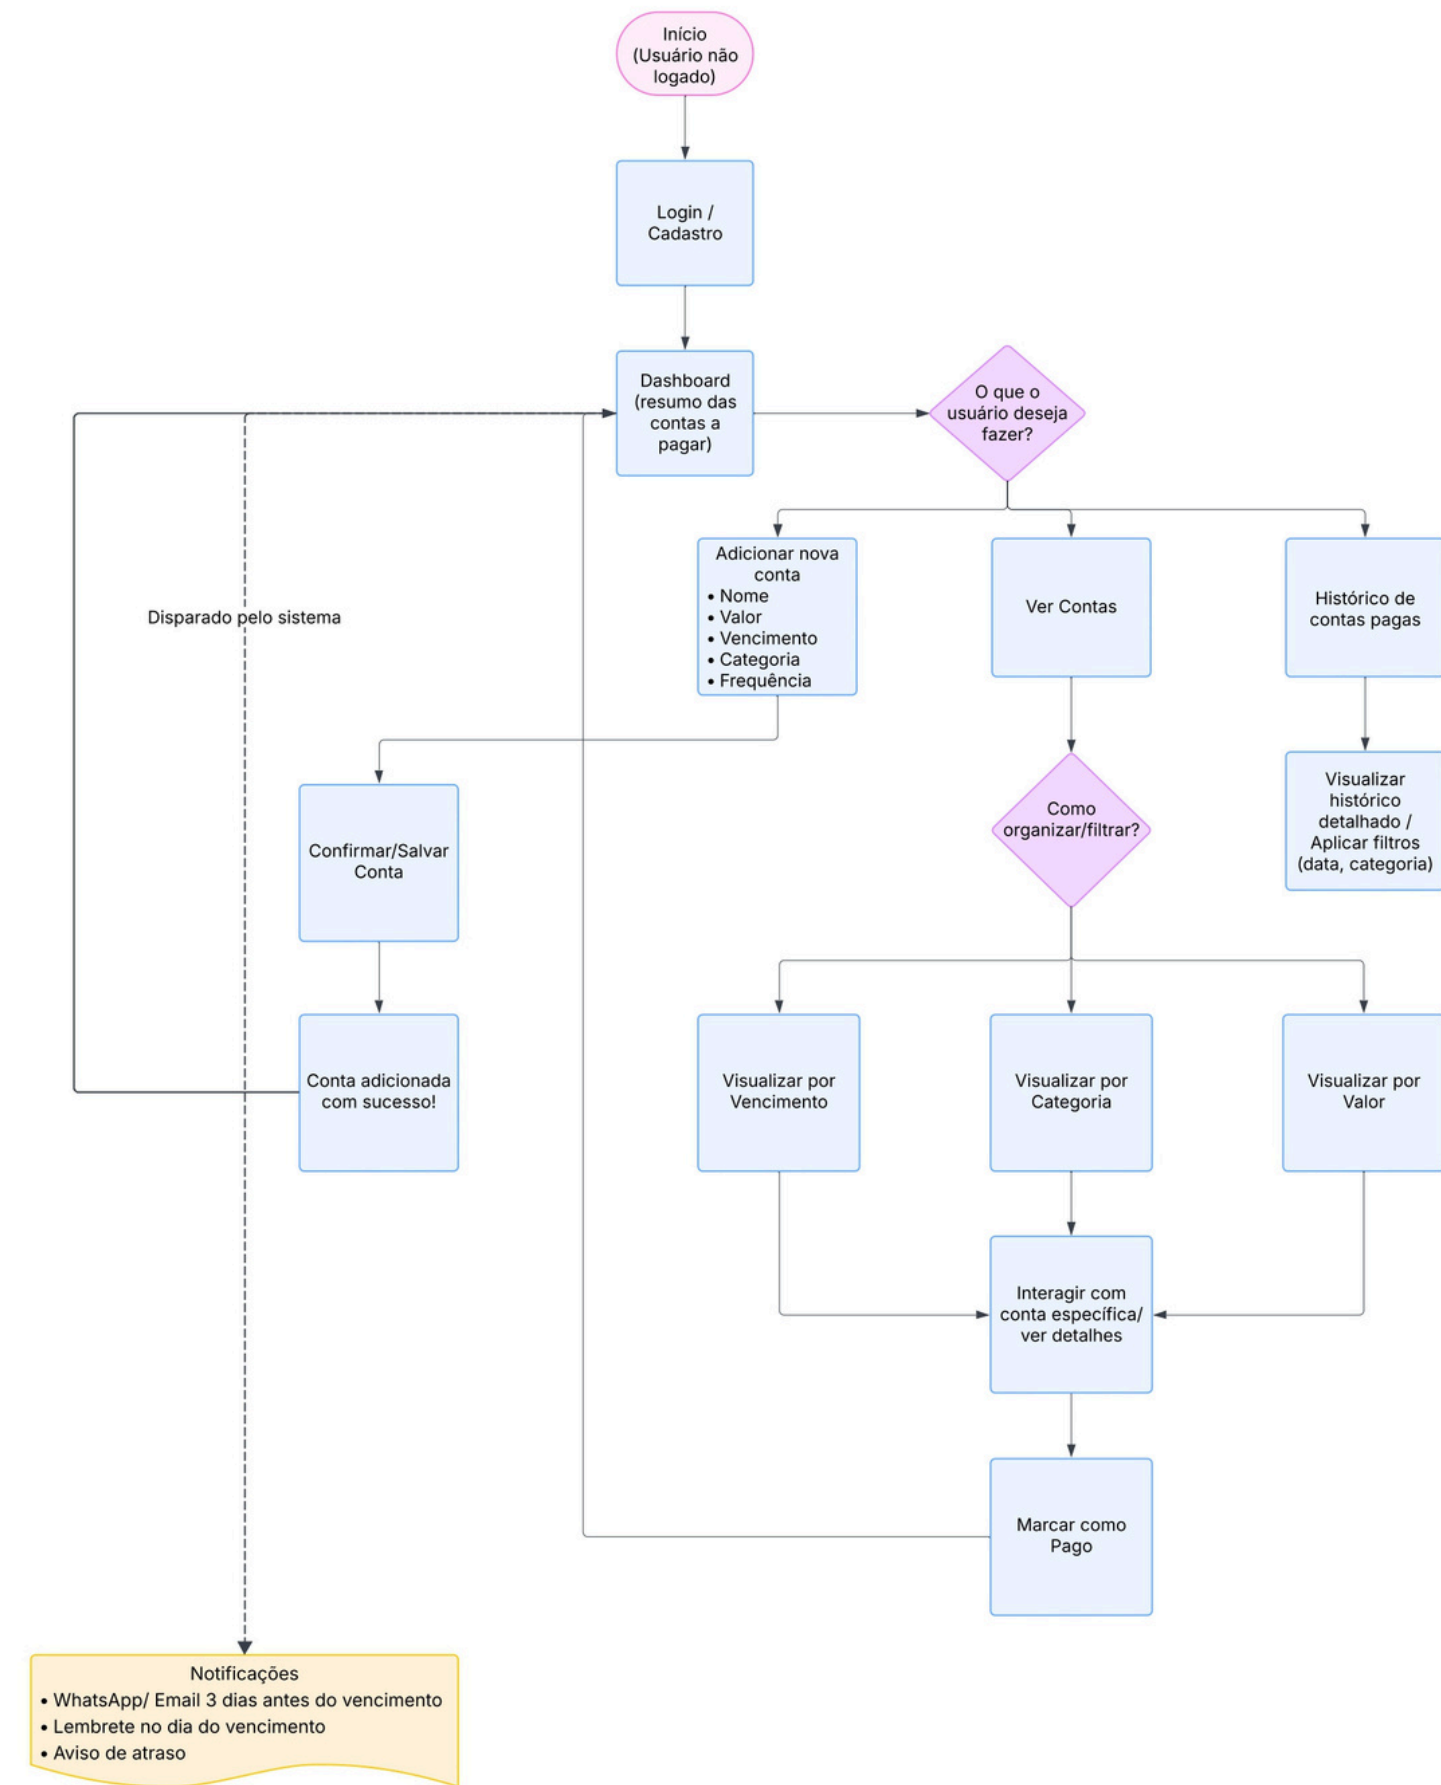 Início
(Usuário não
logado)
Login /
Cadastro
Dashboard
(resumo das
contas a
pagar)
O que o
usuário deseja
fazer?
Adicionar nova
conta
• Nome
• Valor
• Vencimento
• Categoria
• Frequência
Ver Contas
Histórico de
contas pagas
Disparado pelo sistema
Confirmar/Salvar
Conta
Como
organizar/filtrar?
Visualizar
histórico
detalhado /
Aplicar filtros
(data, categoria)
Conta adicionada
com sucesso!
Visualizar por
Vencimento
Visualizar por
Categoria
Visualizar por
Valor
Interagir com
conta específica/
ver detalhes
Marcar como
Pago
Notificações
• WhatsApp/ Email 3 dias antes do vencimento
• Lembrete no dia do vencimento
• Aviso de atraso